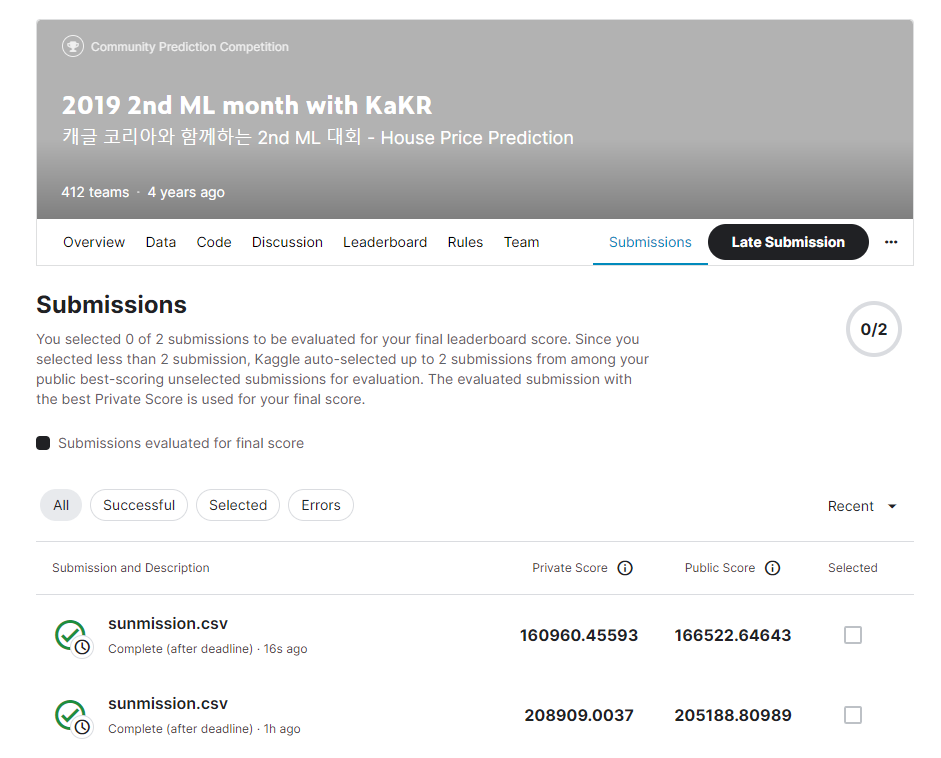 Community Prediction Competition
2019 2nd ML month with KaKR
캐글 코리아와 함께하는 2nd ML 대회 - House Price Prediction
412 teams · 4 years ago
Overview Data Code Discussion Leaderboard Rules Team Submissions Late Submission ···
Submissions
0/2
You selected 0 of 2 submissions to be evaluated for your final leaderboard score. Since you
selected less than 2 submission, Kaggle auto-selected up to 2 submissions from among your
public best-scoring unselected submissions for evaluation. The evaluated submission with
the best Private Score is used for your final score.
Submissions evaluated for final score
All Successful Selected Errors Recent
Submission and Description Private Score Public Score Selected
sunmission.csv
160960.45593 166522.64643
Complete (after deadline) · 16s ago
sunmission.csv
208909.0037 205188.80989
Complete (after deadline) · 1h ago